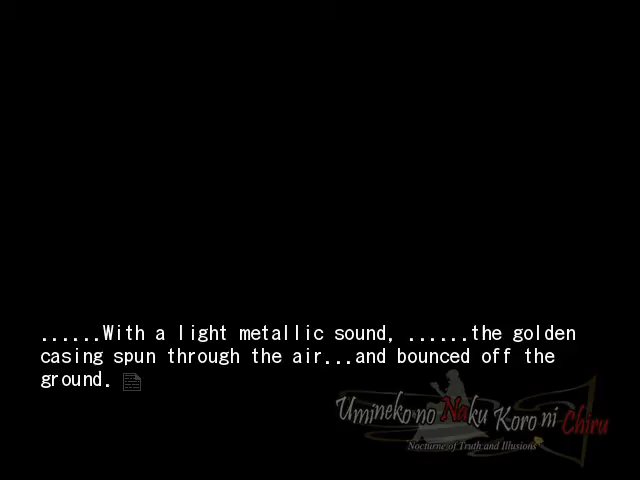 ......With a light metallic sound, ......the golden
casing spun through the air...and bounced off the
ground.
Umineko no Naku Koro ni Chiru
Nocturne of Truth and Illusions